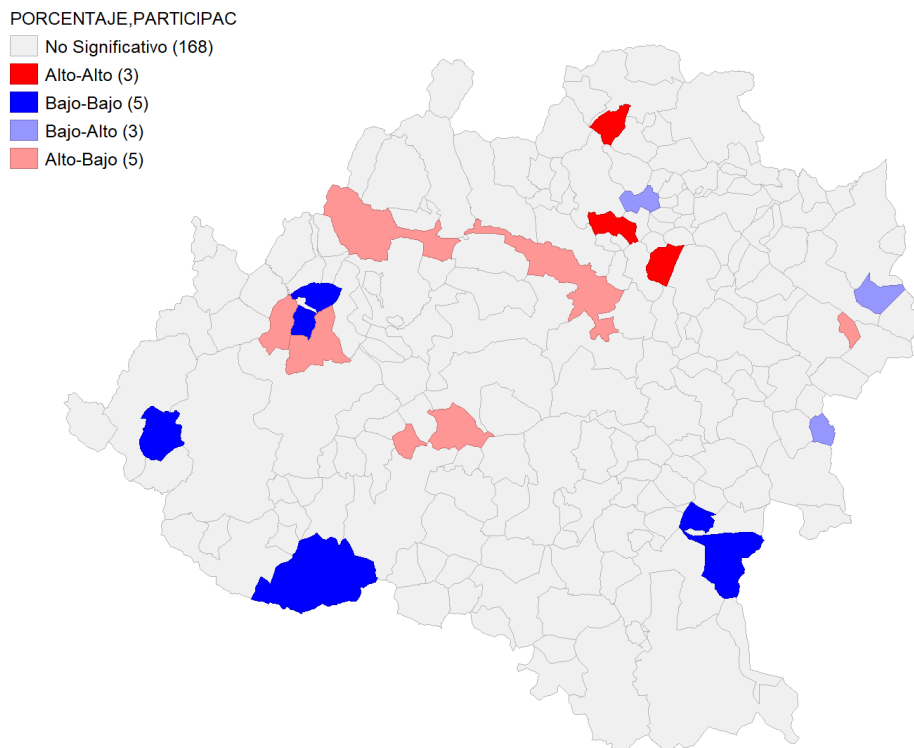 PORCENTAJE,PARTICIPAC
No Significativo (168)
Alto-Alto (3)
Bajo-Bajo (5)
Bajo-Alto (3)
Alto-Bajo (5)